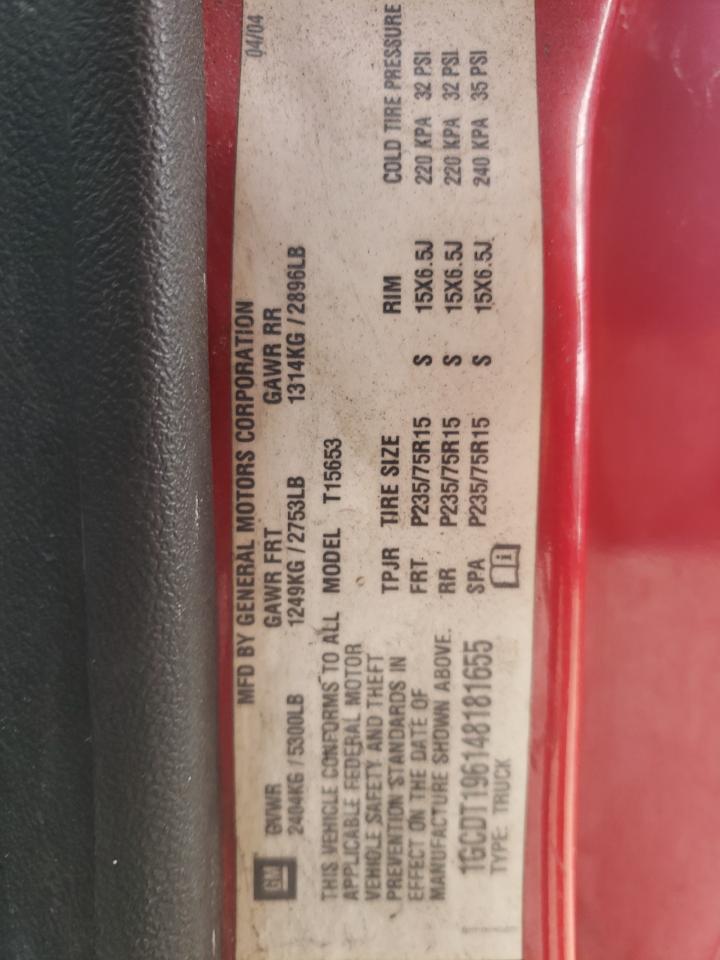 MFD BY GENERAL MOTORS CORPORATION 04/04
GM
GVWR GAWR FRT GAWR RR
2404KG / 5300LB 1249KG / 2753LB 1314KG / 2896LB
THIS VEHICLE CONFORMS TO ALL
APPLICABLE FEDERAL MOTOR
VEHICLE SAFETY AND THEFT
PREVENTION STANDARDS IN
EFFECT ON THE DATE OF
MANUFACTURE SHOWN ABOVE.
1GCDT196148181655
TYPE: TRUCK
MODEL T15653
TPJR TIRE SIZE RIM COLD TIRE PRESSURE
FRT P235/75R15 S 15X6.5J 220 KPA 32 PSI
RR P235/75R15 S 15X6.5J 220 KPA 32 PSI
SPA P235/75R15 S 15X6.5J 240 KPA 35 PSI